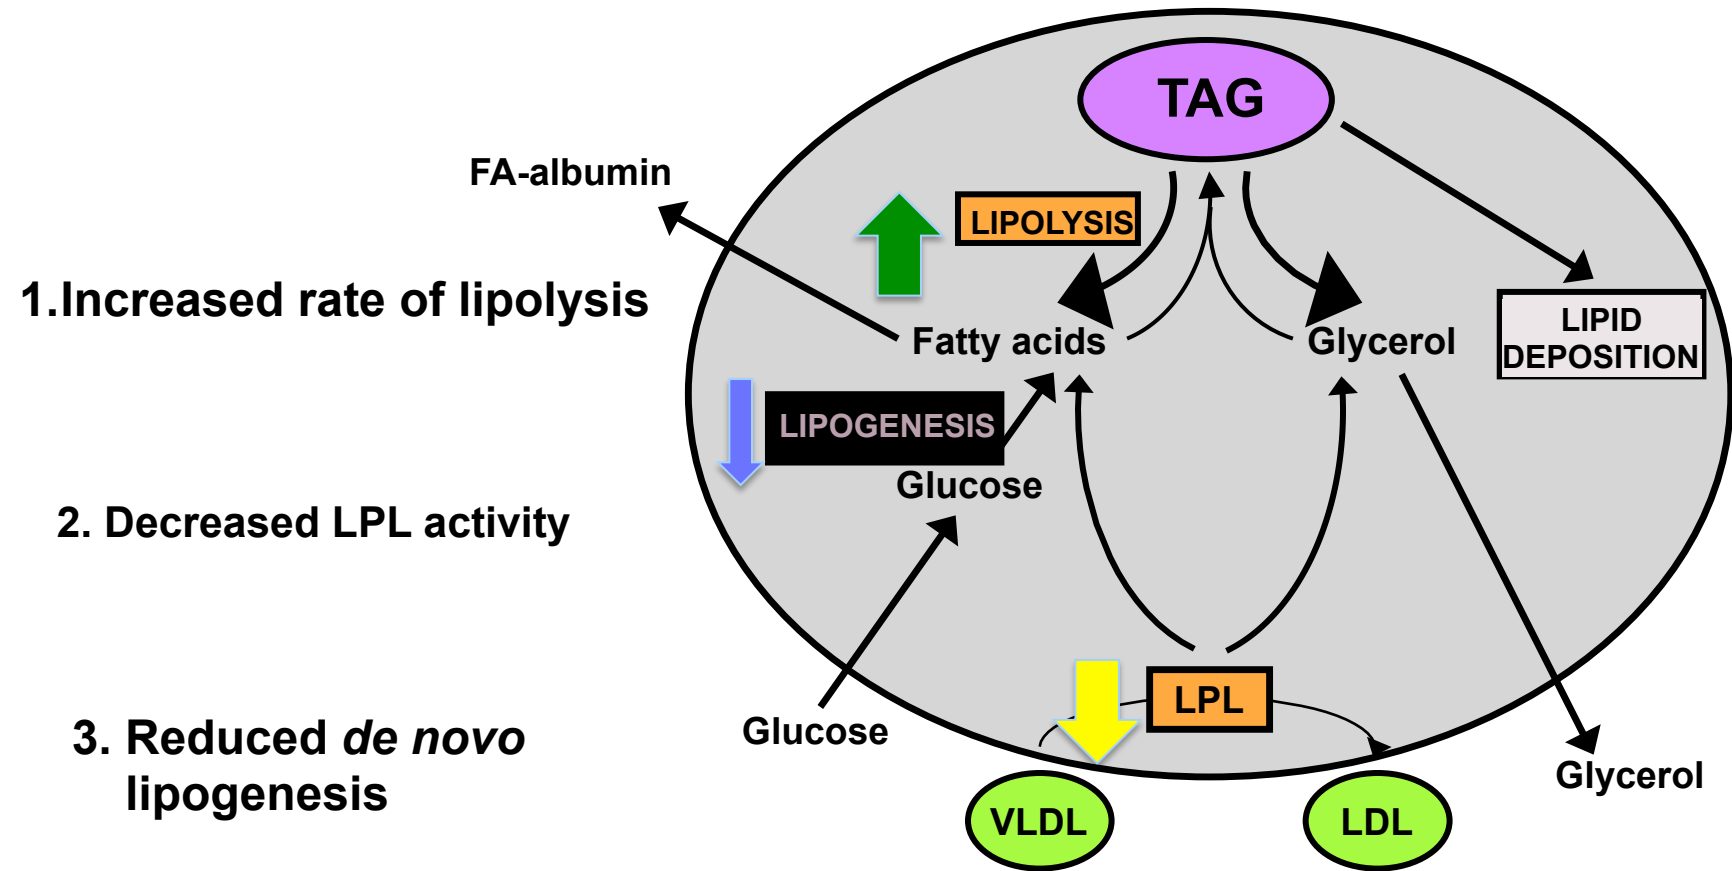 TAG
FA-albumin
LIPOLYSIS
1.Increased rate of lipolysis
Fatty acids
Glycerol
LIPID
DEPOSITION
LIPOGENESIS
Glucose
2. Decreased LPL activity
LPL
Glucose
3. Reduced de novo
lipogenesis
Glycerol
VLDL
LDL